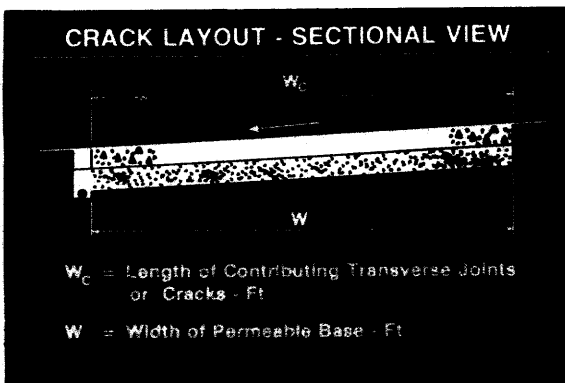 CRACK LAYOUT - SECTIONAL VIEW
Wc
W
Wc = Length of Contributing Transverse Joints
or Cracks - Ft
W = Width of Permeable Base - Ft